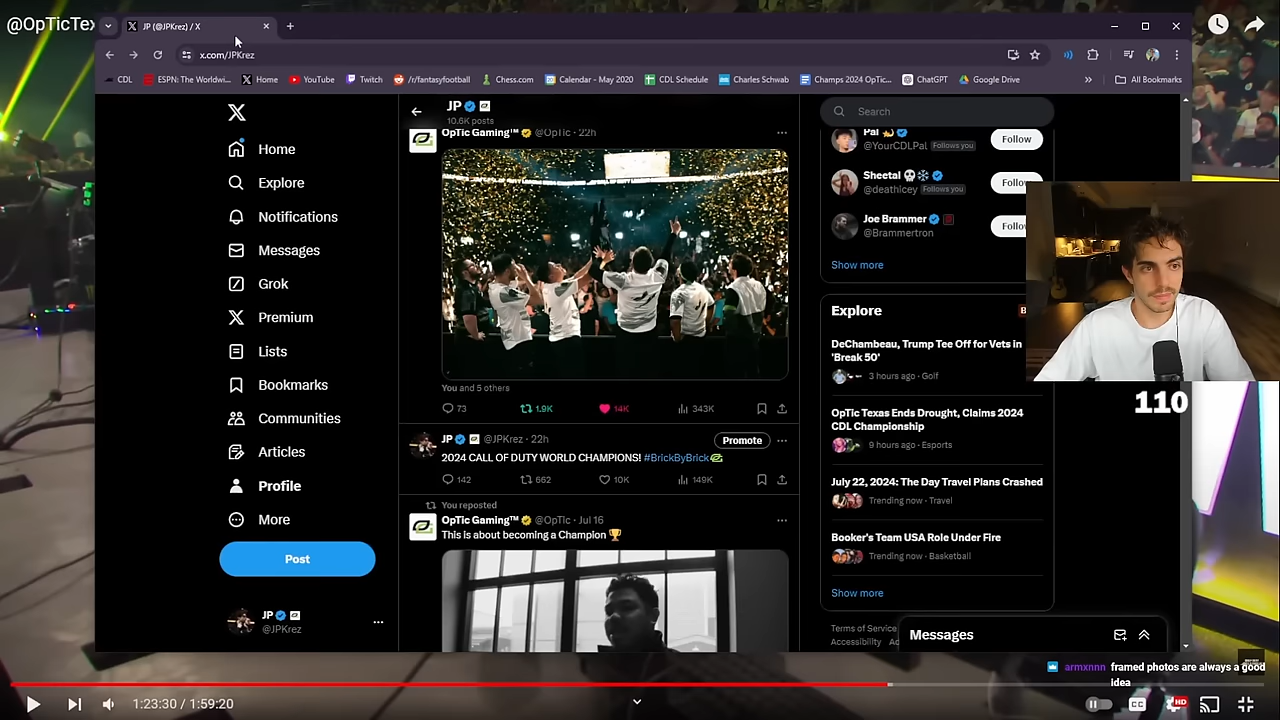 @OpTicTex
JP (@JPKrez) / X
x.com/JPKrez
CDL
ESPN: The Worldwi...
Home
YouTube
Twitch
r/fantasyfootball
Chess.com
Calendar - May 2020
CDL Schedule
Charles Schwab
Champs 2024 OpTic...
ChatGPT
Google Drive
»
All Bookmarks
Home
Explore
Notifications
Messages
Grok
Premium
Lists
Bookmarks
Communities
Articles
Profile
More
Post
JP
@JPKrez
JP
10.6K posts
OpTic Gaming™ @OpTic · 22h
You and 5 others
73 1.9K 14K 343K
JP @JPKrez · 22h
Promote
2024 CALL OF DUTY WORLD CHAMPIONS! #BrickByBrick
142 662 10K 149K
You reposted
OpTic Gaming™ @OpTic · Jul 16
This is about becoming a Champion 🏆
Search
Pal
@YourCDLPal Follows you
Follow
Sheetal
@deathicey Follows you
Follow
Joe Brammer
@Brammertron
Follo
Show more
Explore
DeChambeau, Trump Tee Off for Vets in
'Break 50'
3 hours ago · Golf
OpTic Texas Ends Drought, Claims 2024
CDL Championship
9 hours ago · Esports
July 22, 2024: The Day Travel Plans Crashed
Trending now · Travel
Booker's Team USA Role Under Fire
Trending now · Basketball
Show more
Terms of Service
Accessibility
Messages
110
armxnnn framed photos are always a good
idea
1:23:30 / 1:59:20
CC
HD